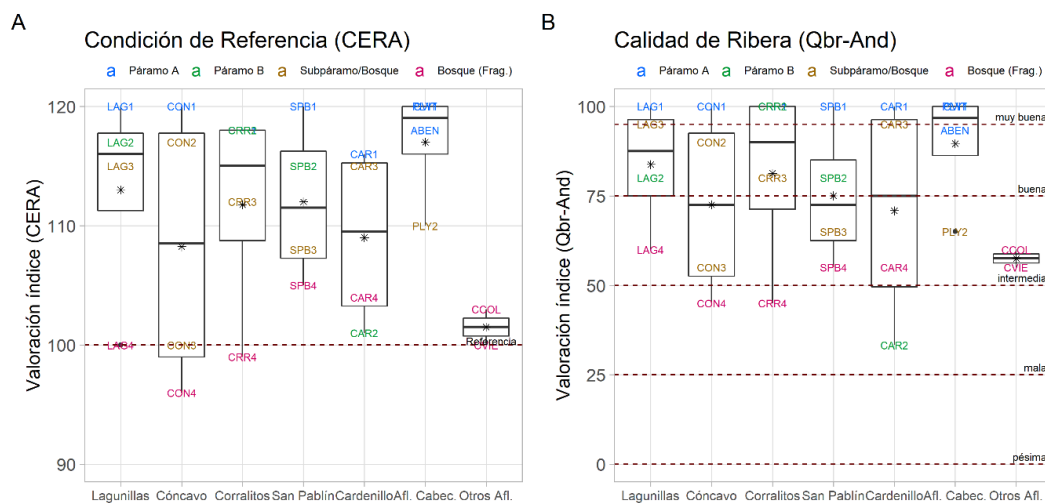 A
Condición de Referencia (CERA)
a Páramo A a Páramo B a Subpáramo/Bosque a Bosque (Frag.)
Valoración índice (CERA)
120
110
100
90
LAG1
LAG2
LAG3
LAG4
CON1
CON2
CON3
CON4
CRR2
CRR3
CRR4
SPB1
SPB2
SPB3
SPB4
CAR1
CAR3
CAR4
CAR2
ABEN
PLY2
CCOL
Referencia
CVIE
Lagunillas Cóncavo Corralitos San Pablín Cardenillo Afl. Cabec. Otros Afl.
B
Calidad de Ribera (Qbr-And)
a Páramo A a Páramo B a Subpáramo/Bosque a Bosque (Frag.)
Valoración índice (Qbr-And)
100
75
50
25
0
LAG1
LAG3
LAG2
LAG4
CON1
CON2
CON3
CON4
CRR2
CRR3
CRR4
SPB1
SPB2
SPB3
SPB4
CAR1
CAR3
CAR4
CAR2
ABEN
PLY2
CCOL
CVIE
muy buena
buena
intermedia
mala
pésima
Lagunillas Cóncavo Corralitos San Pablín Cardenillo Afl. Cabec. Otros Afl.